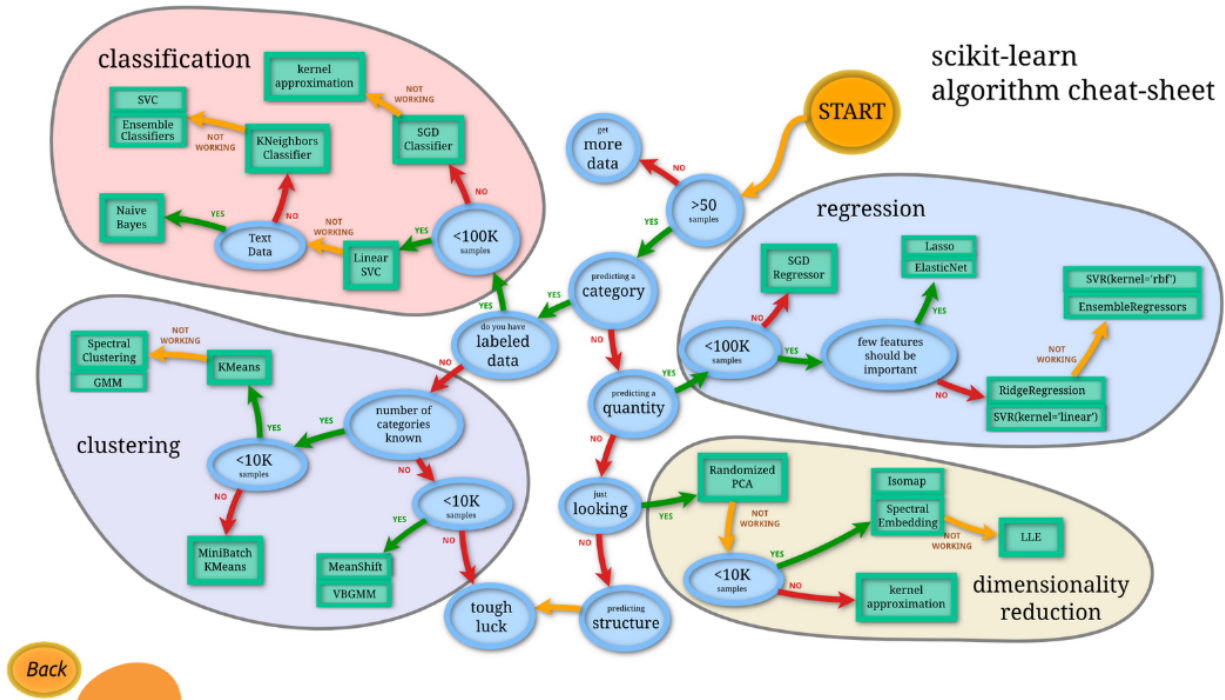 scikit-learn
algorithm cheat-sheet
START
classification
kernel
approximation
NOT
WORKING
SVC
Ensemble
Classifiers
NOT
WORKING
KNeighbors
Classifier
SGD
Classifier
NO
NO
Naive
Bayes
YES
Text
Data
NOT
WORKING
Linear
SVC
YES
<100K
samples
YES
get
more
data
NO
>50
samples
YES
predicting a
category
YES
NO
do you have
labeled
data
NO
predicting a
quantity
YES
NO
just
looking
YES
NO
predicting
structure
tough
luck
regression
SGD
Regressor
Lasso
ElasticNet
SVR(kernel='rbf')
EnsembleRegressors
NO
YES
<100K
samples
YES
few features
should be
important
NOT
WORKING
NO
RidgeRegression
SVR(kernel='linear')
clustering
Spectral
Clustering
GMM
NOT
WORKING
KMeans
YES
number of
categories
known
YES
NO
<10K
samples
NO
<10K
samples
YES
NO
MiniBatch
KMeans
MeanShift
VBGMM
dimensionality
reduction
Randomized
PCA
NOT
WORKING
Isomap
Spectral
Embedding
YES
NOT
WORKING
LLE
<10K
samples
NO
kernel
approximation
Back